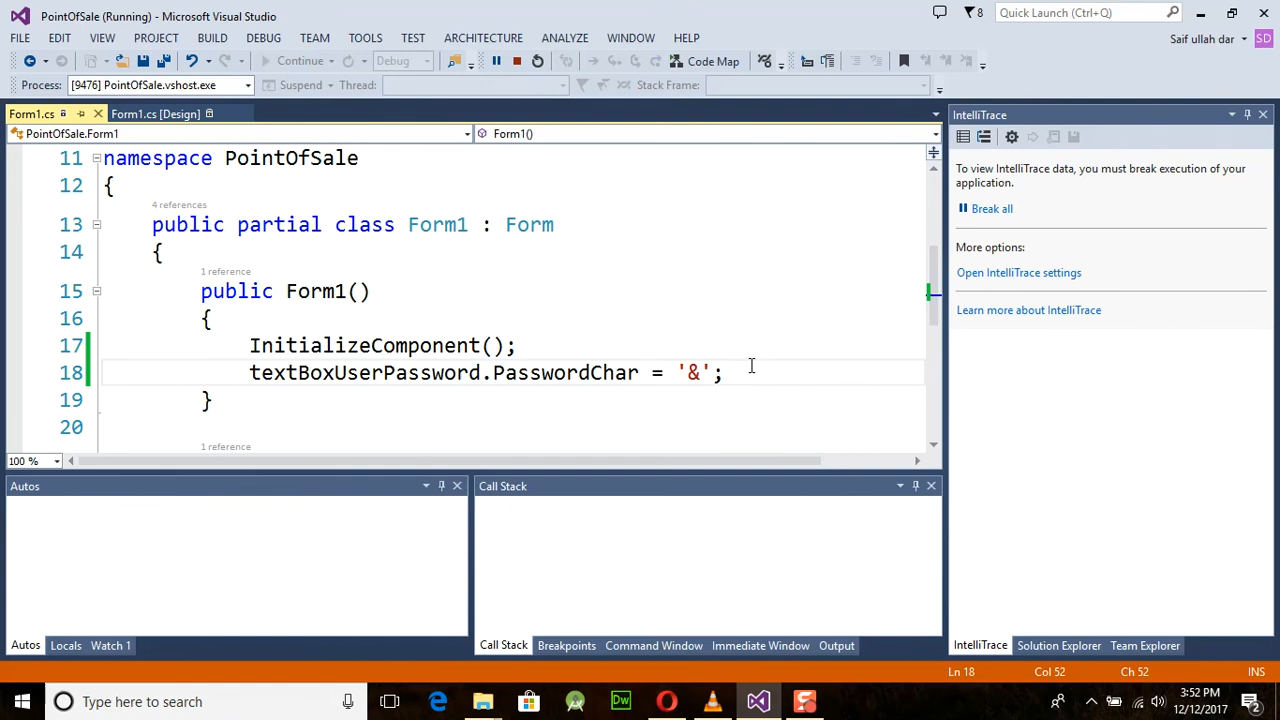 PointOfSale (Running) - Microsoft Visual Studio
8
Quick Launch (Ctrl+Q)
FILE EDIT VIEW PROJECT BUILD DEBUG TEAM TOOLS TEST ARCHITECTURE ANALYZE WINDOW HELP
Saif ullah dar SD
Continue Debug Code Map
Process: [9476] PointOfSale.vshost.exe Suspend Thread: Stack Frame:
Form1.cs Form1.cs [Design]
PointOfSale.Form1 Form1()
11 namespace PointOfSale
12 {
4 references
13 public partial class Form1 : Form
14 {
1 reference
15 public Form1()
16 {
17 InitializeComponent();
18 textBoxUserPassword.PasswordChar = '&';
19 }
20
1 reference
100 %
IntelliTrace
To view IntelliTrace data, you must break execution of your
application.
Break all
More options:
Open IntelliTrace settings
Learn more about IntelliTrace
Autos
Call Stack
Autos Locals Watch 1
Call Stack Breakpoints Command Window Immediate Window Output
IntelliTrace Solution Explorer Team Explorer
Ln 18 Col 52 Ch 52 INS
Type here to search
Dw
3:52 PM
12/12/2017
2